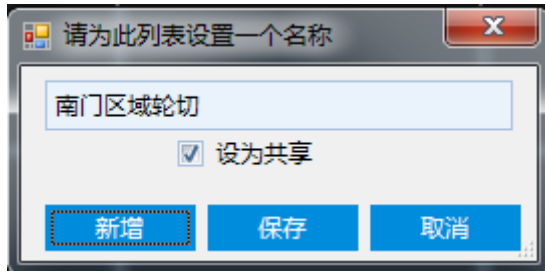 请为此列表设置一个名称
南门区域轮切
设为共享
新增 保存 取消